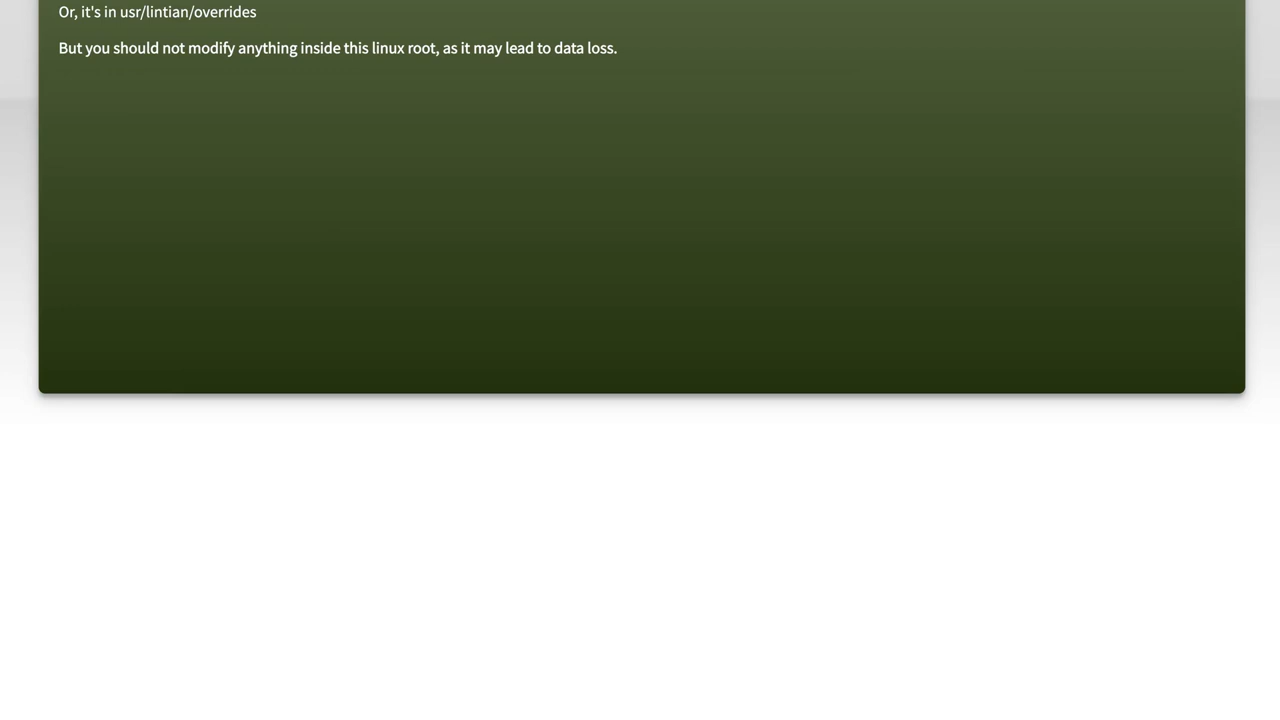 Or, it's in usr/lintian/overrides
But you should not modify anything inside this linux root, as it may lead to data loss.